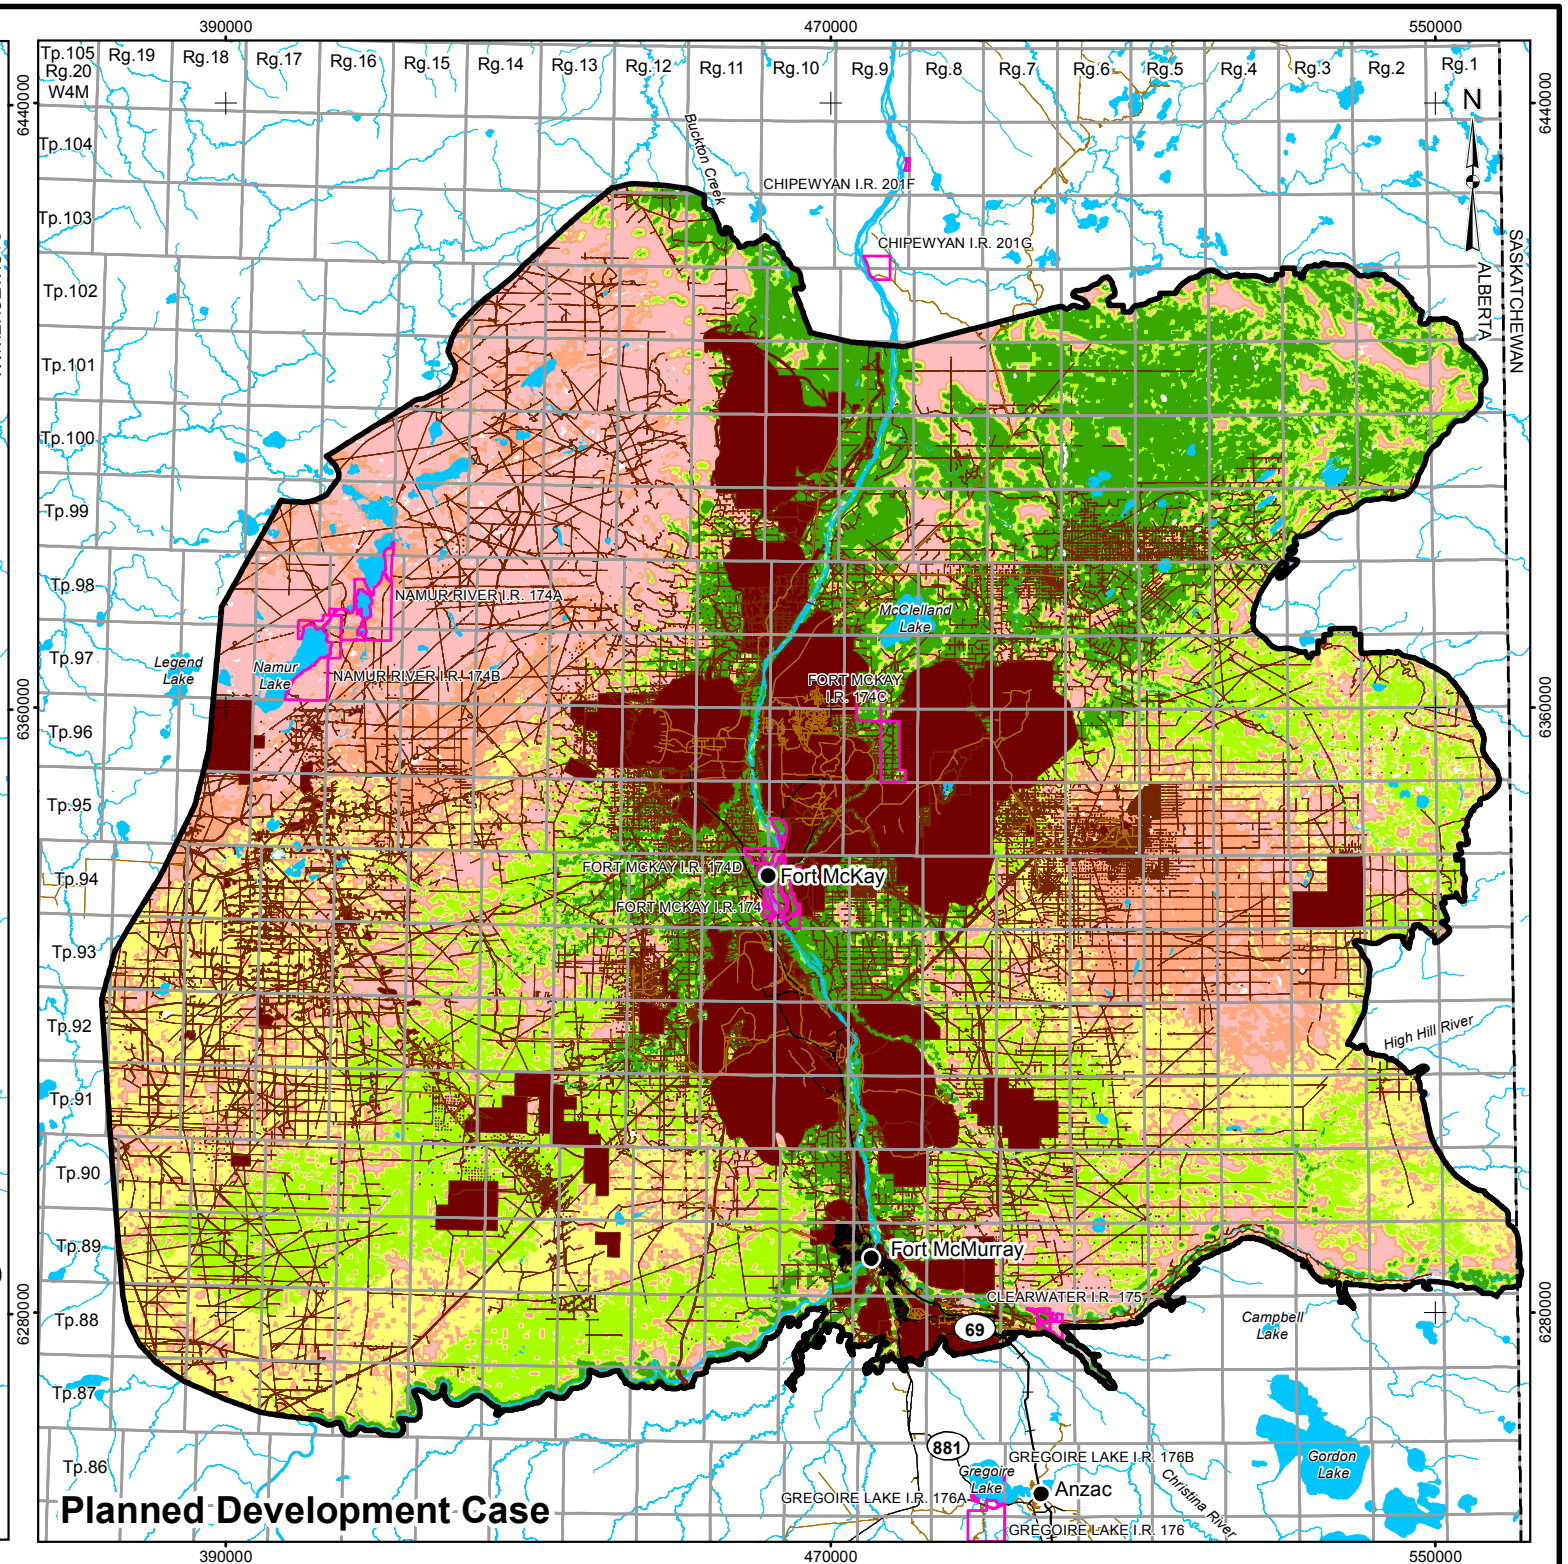 390000
470000
550000
Tp.105
Rg.20
W4M
Rg.19
Rg.18
Rg.17
Rg.16
Rg.15
Rg.14
Rg.13
Rg.12
Rg.11
Rg.10
Rg.9
Rg.8
Rg.7
Rg.6
Rg.5
Rg.4
Rg.3
Rg.2
Rg.1
6440000
6440000
N
Tp.104
Buckton Creek
CHIPEWYAN I.R. 201F
Tp.103
CHIPEWYAN I.R. 201G
SASKATCHEWAN
ALBERTA
Tp.102
Tp.101
Tp.100
Tp.99
Tp.98
NAMUR RIVER I.R. 174A
McClelland
Lake
Tp.97
Legend
Lake
Namur
Lake
NAMUR RIVER I.R. 174B
FORT MCKAY
I.R. 174C
6360000
6360000
Tp.96
Tp.95
Tp.94
FORT MCKAY I.R. 174D
Fort McKay
FORT MCKAY I.R.174
Tp.93
Tp.92
High Hill River
Tp.91
Tp.90
Tp.89
Fort McMurray
CLEARWATER I.R. 175
6280000
6280000
Tp.88
69
Campbell
Lake
Tp.87
881
GREGOIRE LAKE I.R. 176B
Tp.86
Gregoire
Lake
Gordon
Lake
Anzac
Christina River
GREGOIRE LAKE I.R. 176A
GREGOIRE LAKE I.R. 176
Planned Development Case
390000
470000
550000